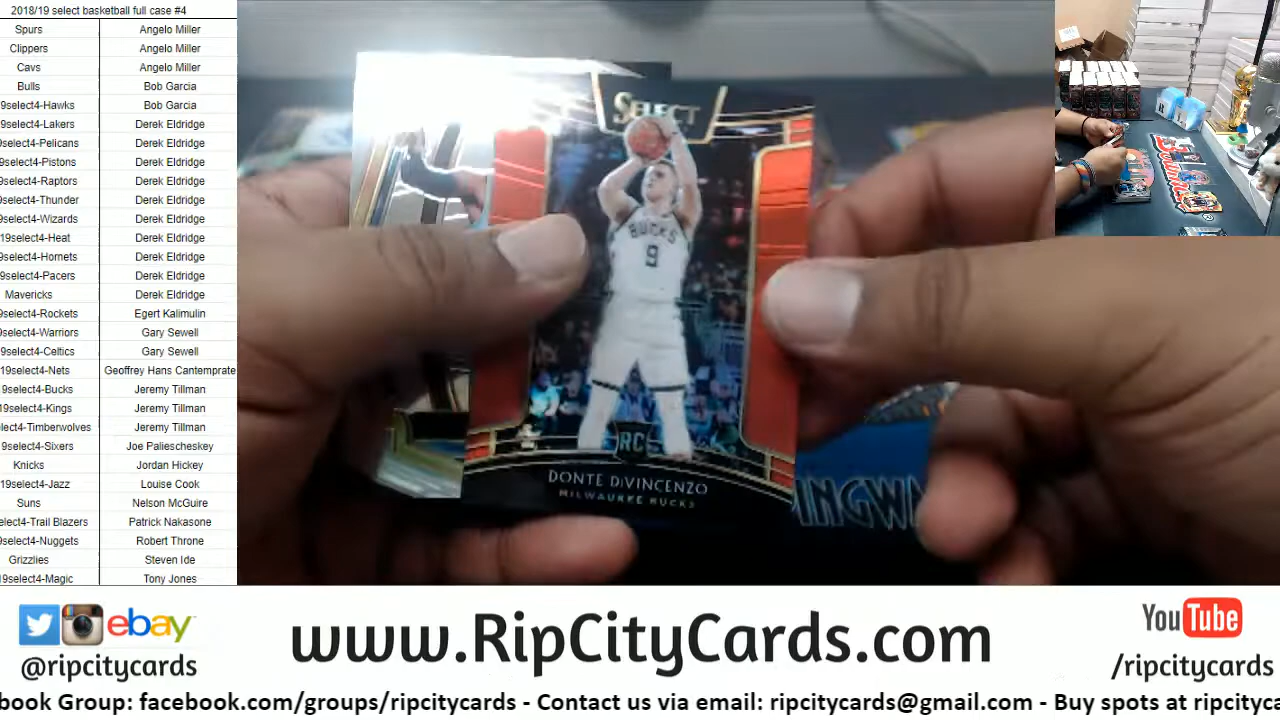 2018/19 select basketball full case #4
Spurs Angelo Miller
Clippers Angelo Miller
Cavs Angelo Miller
Bulls Bob Garcia
9select4-Hawks Bob Garcia
9select4-Lakers Derek Eldridge
9select4-Pelicans Derek Eldridge
9select4-Pistons Derek Eldridge
9select4-Raptors Derek Eldridge
9select4-Thunder Derek Eldridge
9select4-Wizards Derek Eldridge
19select4-Heat Derek Eldridge
9select4-Hornets Derek Eldridge
9select4-Pacers Derek Eldridge
Mavericks Derek Eldridge
9select4-Rockets Egert Kalimulin
9select4-Warriors Gary Sewell
9select4-Celtics Gary Sewell
19select4-Nets Geoffrey Hans Cantemprate
9select4-Bucks Jeremy Tillman
19select4-Kings Jeremy Tillman
lect4-Timberwolves Jeremy Tillman
9select4-Sixers Joe Paliescheskey
Knicks Jordan Hickey
19select4-Jazz Louise Cook
Suns Nelson McGuire
elect4-Trail Blazers Patrick Nakasone
9select4-Nuggets Robert Throne
Grizzlies Steven Ide
19select4-Magic Tony Jones
SELECT
BUCKS
9
RC
DONTE DiVINCENZO
MILWAUKEE BUCKS
INGWA
ebay
@ripcitycards
www.RipCityCards.com
YouTube
/ripcitycards
book Group: facebook.com/groups/ripcitycards - Contact us via email: ripcitycards@gmail.com - Buy spots at ripcityca